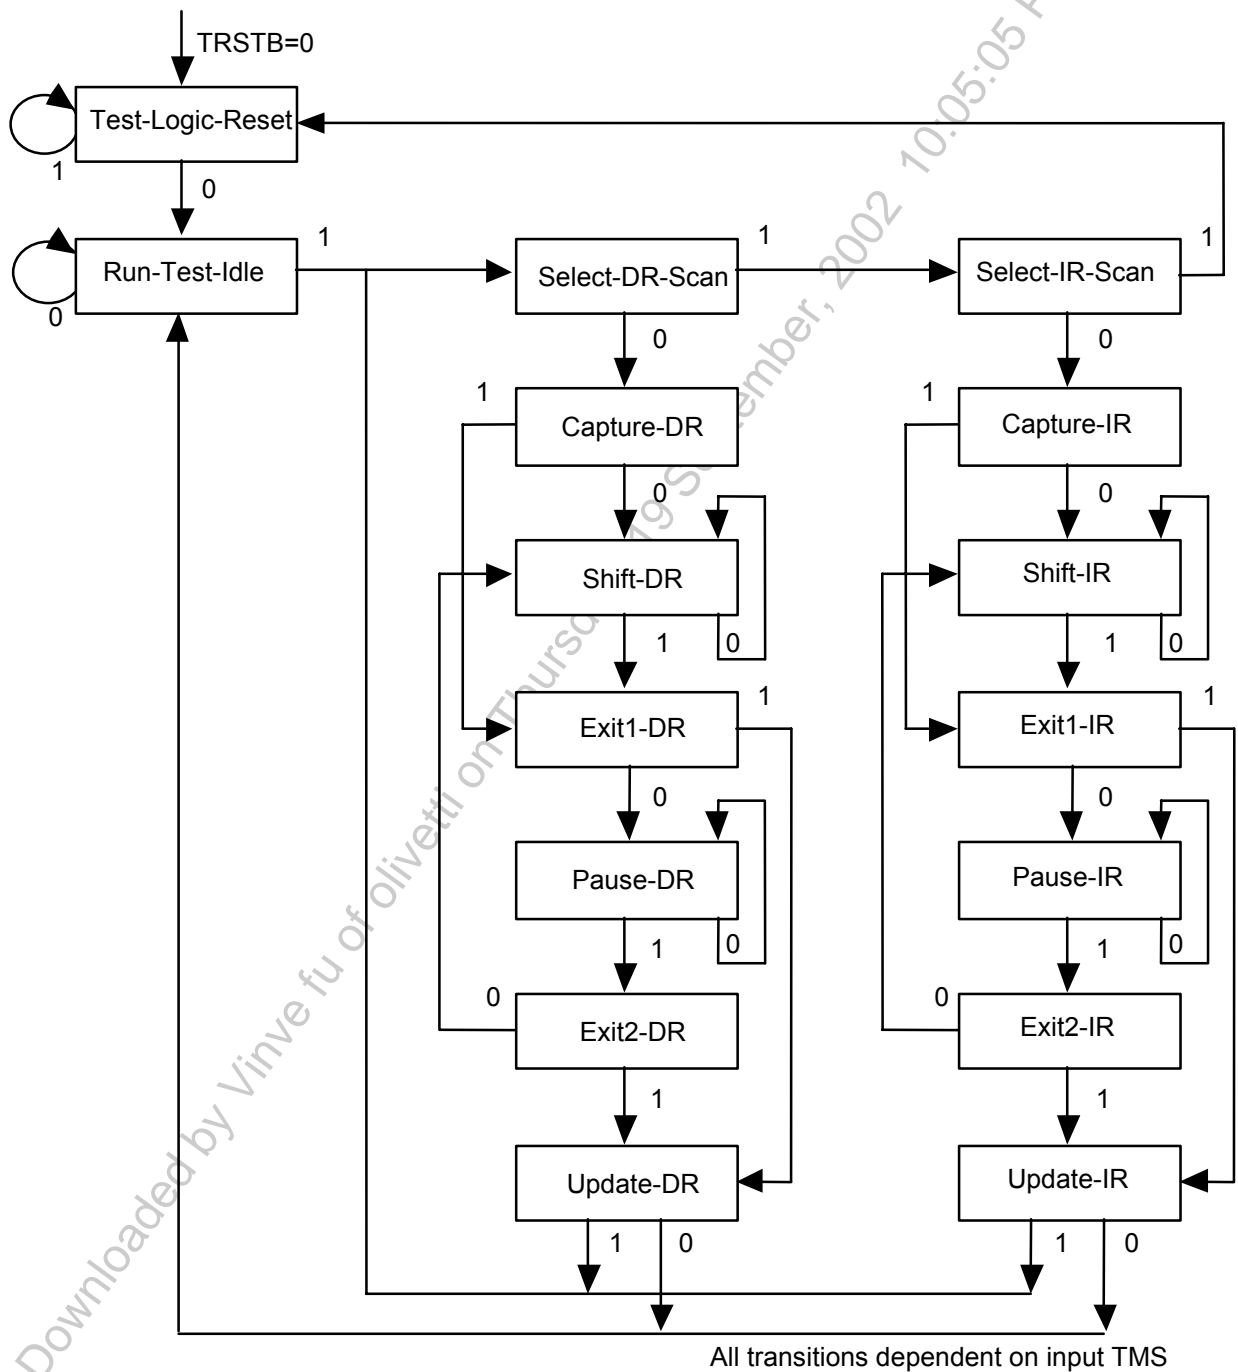 TRSTB=0
Test-Logic-Reset
1
0
Run-Test-Idle
1
0
Select-DR-Scan
1
Select-IR-Scan
1
0
0
1
Capture-DR
0
1
Capture-IR
0
Shift-DR
1
0
Shift-IR
1
0
Exit1-DR
1
0
Exit1-IR
1
0
Pause-DR
1
0
Pause-IR
1
0
0
Exit2-DR
1
0
Exit2-IR
1
Update-DR
1
0
Update-IR
1
0
All transitions dependent on input TMS
Downloaded by Vinve fu of olivetti on Thursd 19 S ember, 2002 10:05:05